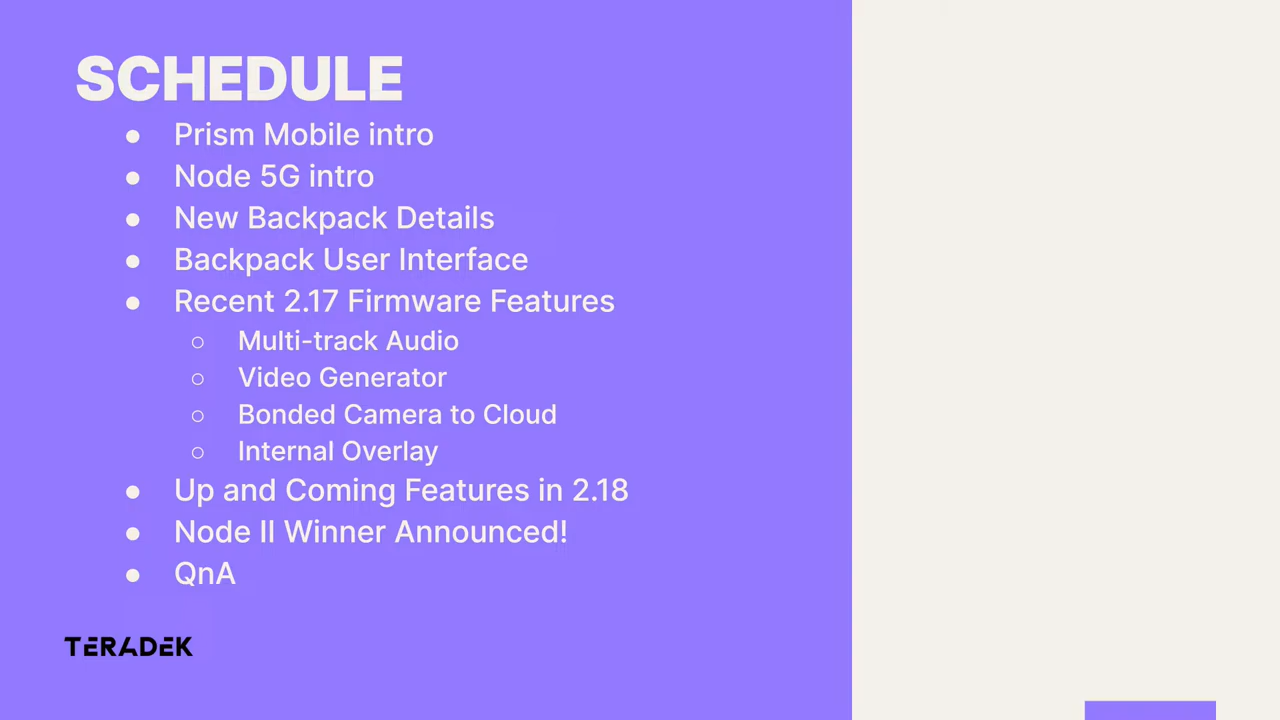 SCHEDULE
● Prism Mobile intro
● Node 5G intro
● New Backpack Details
● Backpack User Interface
● Recent 2.17 Firmware Features
○ Multi-track Audio
○ Video Generator
○ Bonded Camera to Cloud
○ Internal Overlay
● Up and Coming Features in 2.18
● Node II Winner Announced!
● QnA
TERADEK